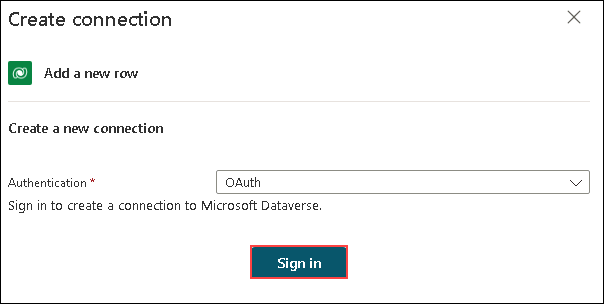 Create connection
Add a new row
Create a new connection
Authentication * OAuth
Sign in to create a connection to Microsoft Dataverse.
Sign in